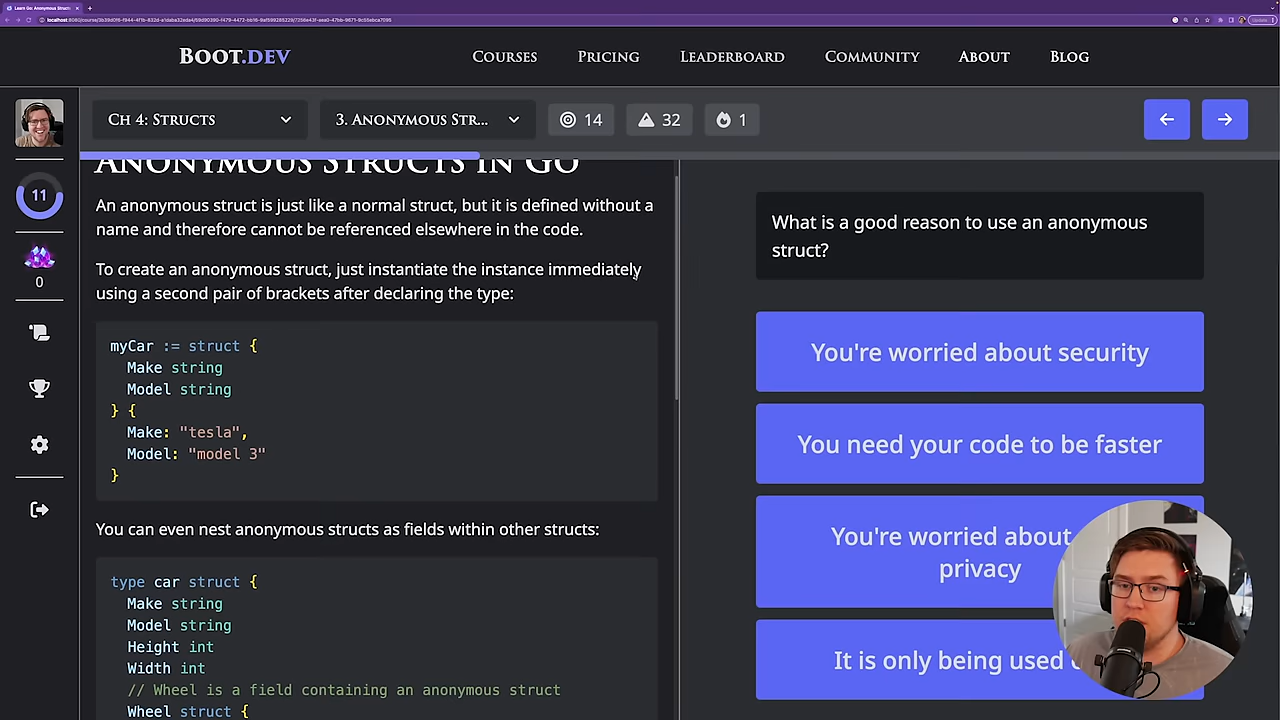 Learn Go: Anonymous Struct
BOOT.DEV
COURSES
PRICING
LEADERBOARD
COMMUNITY
ABOUT
BLOG
CH 4: STRUCTS
3. ANONYMOUS STR...
14
32
1
11
0
ANONYMOUS STRUCTS IN GO
An anonymous struct is just like a normal struct, but it is defined without a
name and therefore cannot be referenced elsewhere in the code.
To create an anonymous struct, just instantiate the instance immediately
using a second pair of brackets after declaring the type:
myCar := struct {
Make string
Model string
} {
Make: "tesla",
Model: "model 3"
}
You can even nest anonymous structs as fields within other structs:
type car struct {
Make string
Model string
Height int
Width int
// Wheel is a field containing an anonymous struct
Wheel struct {
What is a good reason to use an anonymous
struct?
You're worried about security
You need your code to be faster
You're worried about
privacy
It is only being used